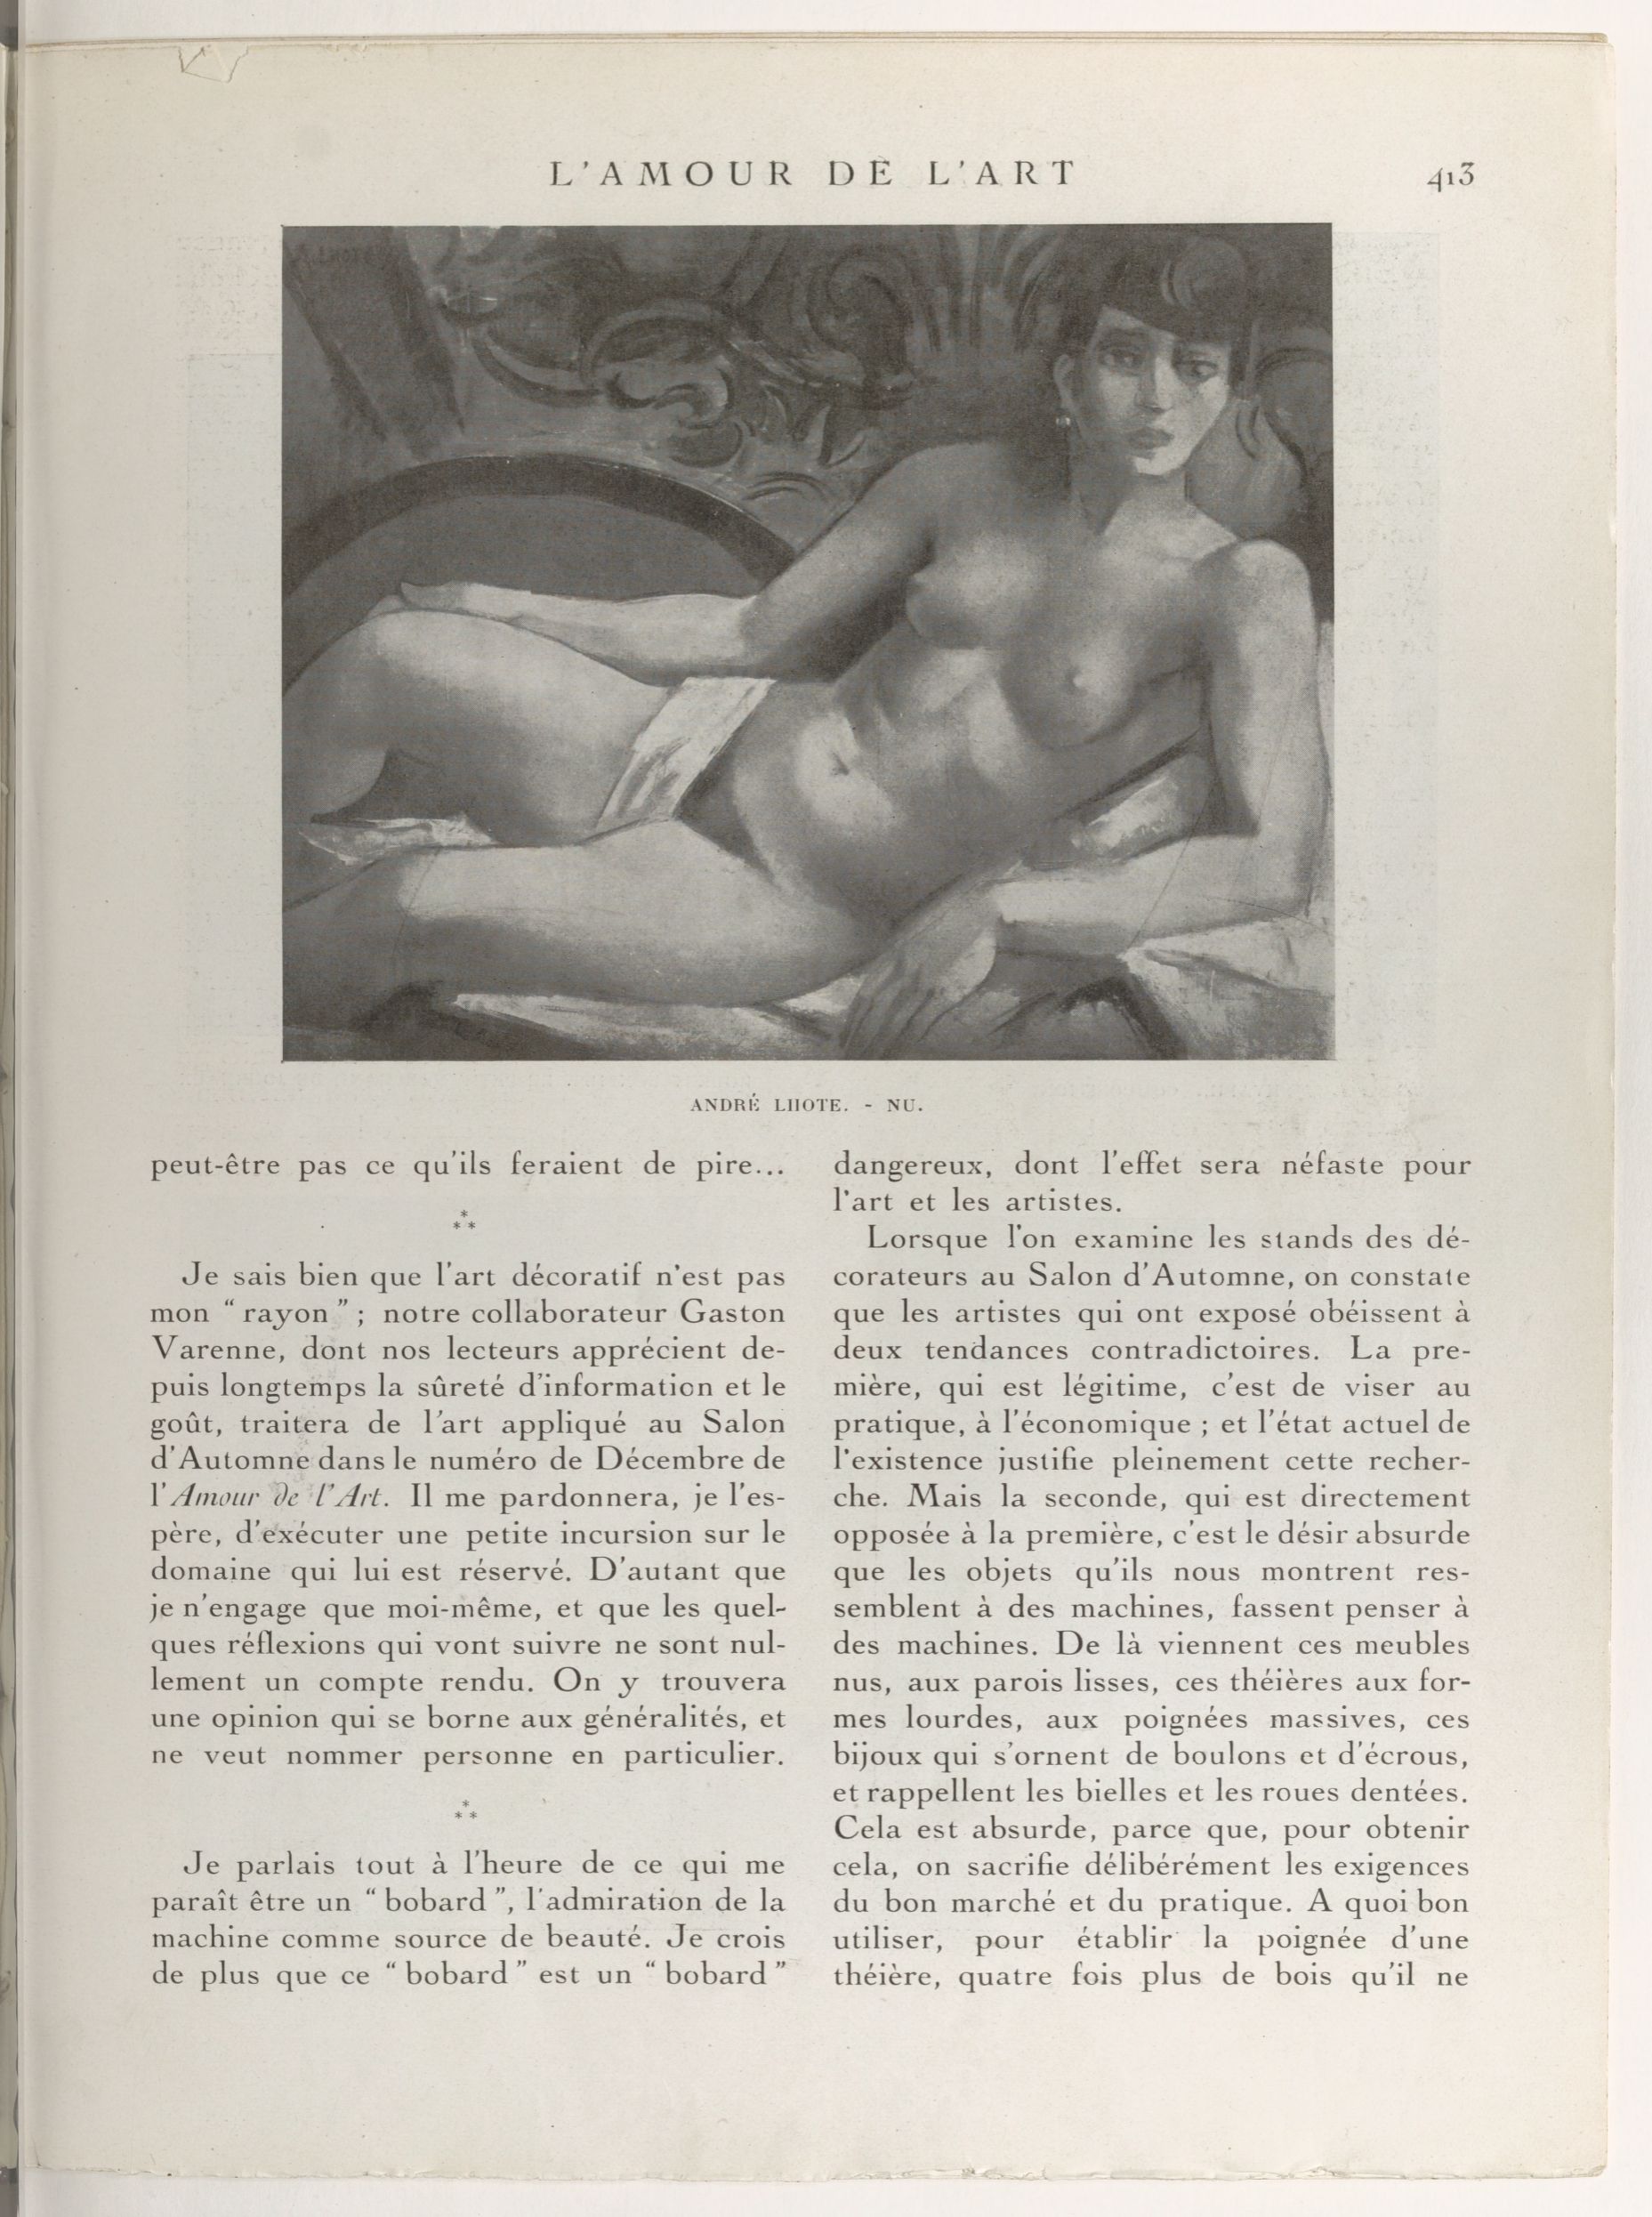 L'AMOUR DE L'ART
413
ANDRÉ LHOTE. - NU.
peut-être pas ce qu'ils feraient de pire...
***
Je sais bien que l'art décoratif n'est pas
mon “ rayon ” ; notre collaborateur Gaston
Varenne, dont nos lecteurs apprécient de-
puis longtemps la sûreté d'information et le
goût, traitera de l'art appliqué au Salon
d'Automne dans le numéro de Décembre de
l'Amour de l'Art. Il me pardonnera, je l'es-
père, d'exécuter une petite incursion sur le
domaine qui lui est réservé. D'autant que
je n'engage que moi-même, et que les quel-
ques réflexions qui vont suivre ne sont nul-
lement un compte rendu. On y trouvera
une opinion qui se borne aux généralités, et
ne veut nommer personne en particulier.
***
Je parlais tout à l'heure de ce qui me
paraît être un “ bobard ”, l'admiration de la
machine comme source de beauté. Je crois
de plus que ce “ bobard ” est un “ bobard ”
dangereux, dont l'effet sera néfaste pour
l'art et les artistes.
Lorsque l'on examine les stands des dé-
corateurs au Salon d'Automne, on constate
que les artistes qui ont exposé obéissent à
deux tendances contradictoires. La pre-
mière, qui est légitime, c'est de viser au
pratique, à l'économique ; et l'état actuel de
l'existence justifie pleinement cette recher-
che. Mais la seconde, qui est directement
opposée à la première, c'est le désir absurde
que les objets qu'ils nous montrent res-
semblent à des machines, fassent penser à
des machines. De là viennent ces meubles
nus, aux parois lisses, ces théières aux for-
mes lourdes, aux poignées massives, ces
bijoux qui s'ornent de boulons et d'écrous,
et rappellent les bielles et les roues dentées.
Cela est absurde, parce que, pour obtenir
cela, on sacrifie délibérément les exigences
du bon marché et du pratique. A quoi bon
utiliser, pour établir la poignée d'une
théière, quatre fois plus de bois qu'il ne